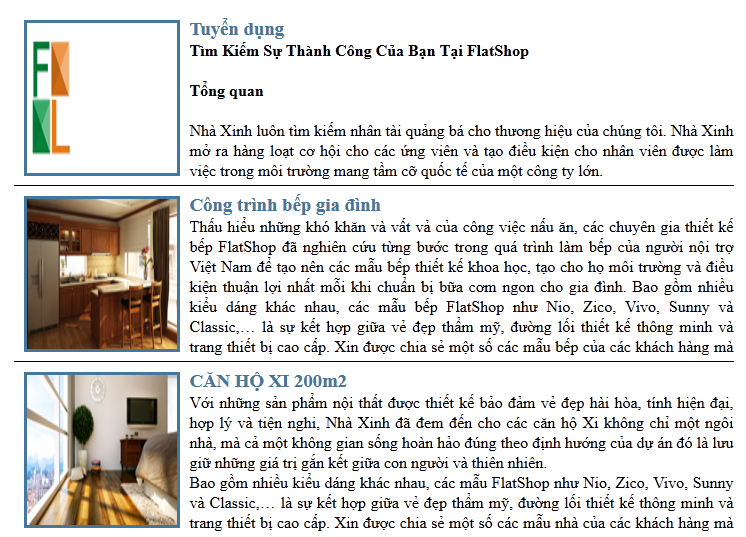 F
L
Tuyển dụng
Tìm Kiếm Sự Thành Công Của Bạn Tại FlatShop
Tổng quan
Nhà Xinh luôn tìm kiếm nhân tài quảng bá cho thương hiệu của chúng tôi. Nhà Xinh
mở ra hàng loạt cơ hội cho các ứng viên và tạo điều kiện cho nhân viên được làm
việc trong môi trường mang tầm cỡ quốc tế của một công ty lớn.
Công trình bếp gia đình
Thấu hiểu những khó khăn và vất vả của công việc nấu ăn, các chuyên gia thiết kế
bếp FlatShop đã nghiên cứu từng bước trong quá trình làm bếp của người nội trợ
Việt Nam để tạo nên các mẫu bếp thiết kế khoa học, tạo cho họ môi trường và điều
kiện thuận lợi nhất mỗi khi chuẩn bị bữa cơm ngon cho gia đình. Bao gồm nhiều
kiểu dáng khác nhau, các mẫu bếp FlatShop như Nio, Zico, Vivo, Sunny và
Classic,… là sự kết hợp giữa vẻ đẹp thẩm mỹ, đường lối thiết kế thông minh và
trang thiết bị cao cấp. Xin được chia sẻ một số các mẫu bếp của các khách hàng mà
CĂN HỘ XI 200m2
Với những sản phẩm nội thất được thiết kế bảo đảm vẻ đẹp hài hòa, tính hiện đại,
hợp lý và tiện nghi, Nhà Xinh đã đem đến cho các căn hộ Xi không chỉ một ngôi
nhà, mà cả một không gian sống hoàn hảo đúng theo định hướng của dự án đó là lưu
giữ những giá trị gắn kết giữa con người và thiên nhiên.
Bao gồm nhiều kiểu dáng khác nhau, các mẫu FlatShop như Nio, Zico, Vivo, Sunny
và Classic,… là sự kết hợp giữa vẻ đẹp thẩm mỹ, đường lối thiết kế thông minh và
trang thiết bị cao cấp. Xin được chia sẻ một số các mẫu nhà của các khách hàng mà